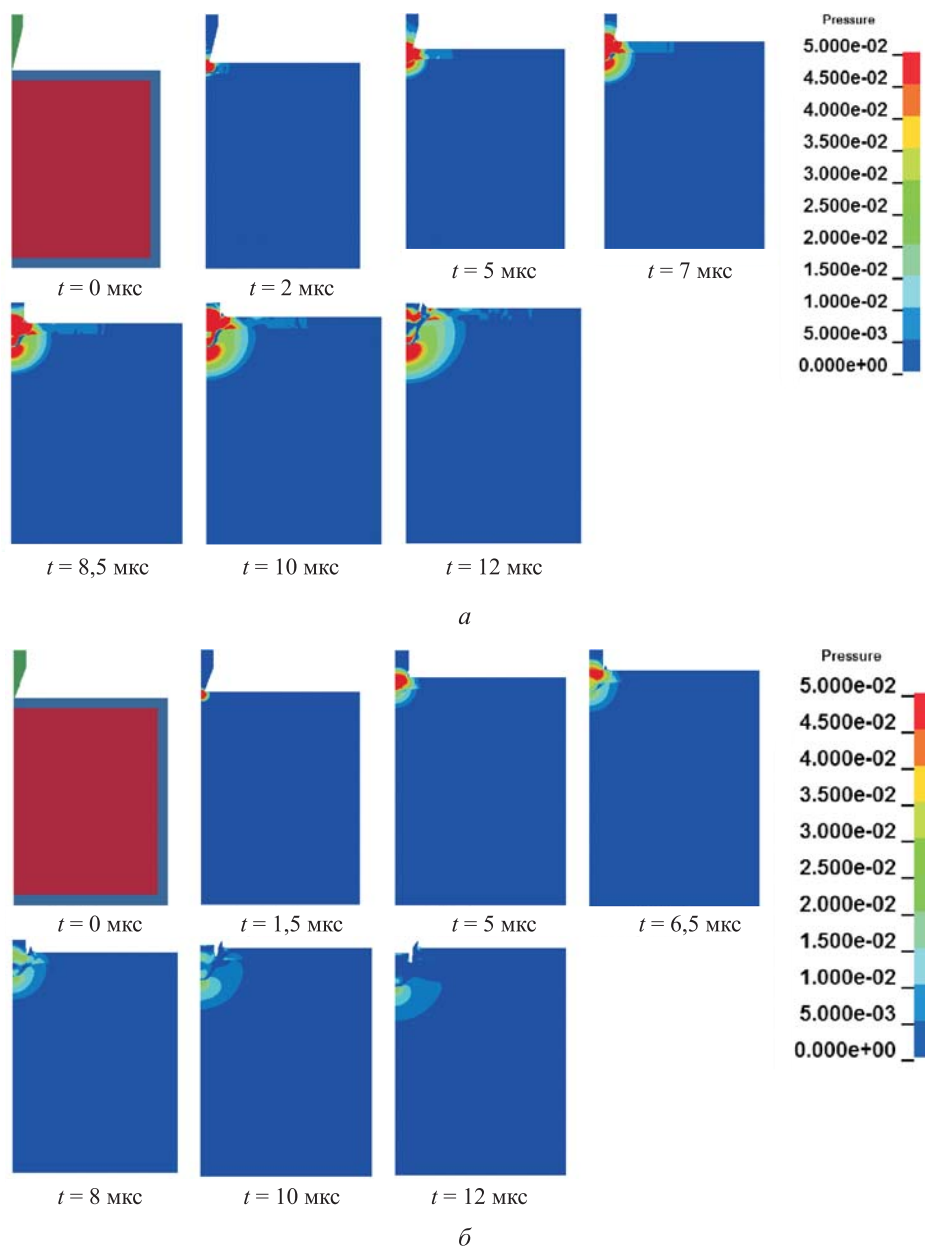 Pressure
5.000e-02
4.500e-02
4.000e-02
3.500e-02
3.000e-02
2.500e-02
2.000e-02
1.500e-02
1.000e-02
5.000e-03
0.000e+00
t = 0 мкс
t = 2 мкс
t = 5 мкс
t = 7 мкс
t = 8,5 мкс
t = 10 мкс
t = 12 мкс
а
Pressure
5.000e-02
4.500e-02
4.000e-02
3.500e-02
3.000e-02
2.500e-02
2.000e-02
1.500e-02
1.000e-02
5.000e-03
0.000e+00
t = 0 мкс
t = 1,5 мкс
t = 5 мкс
t = 6,5 мкс
t = 8 мкс
t = 10 мкс
t = 12 мкс
б